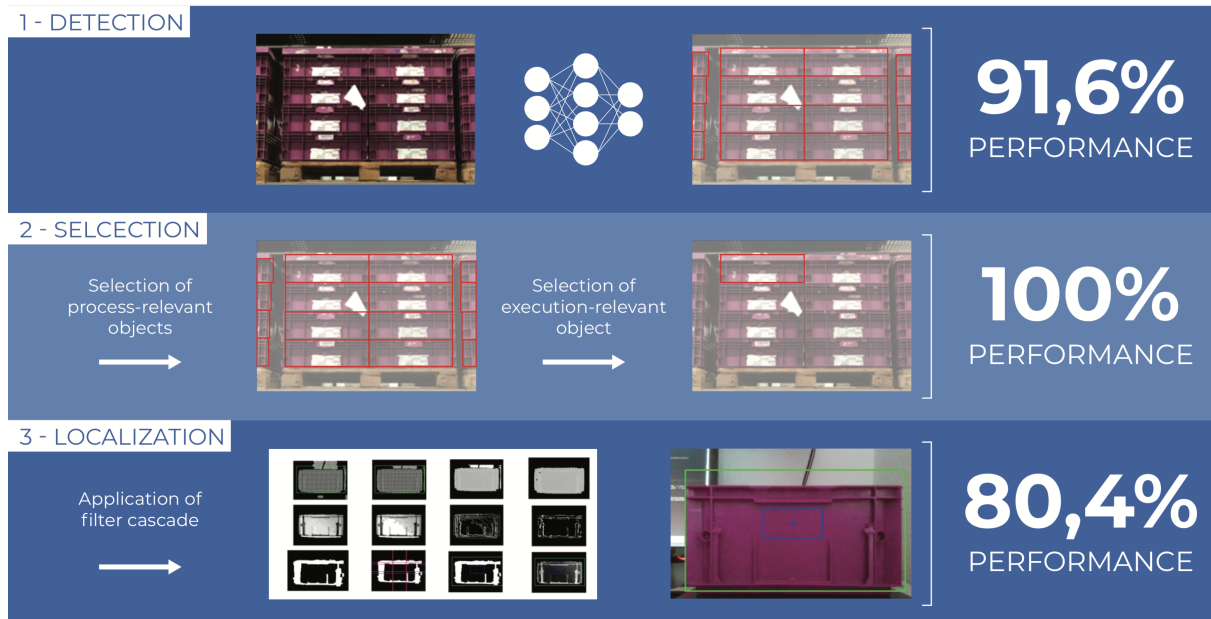 1 - DETECTION
91,6%
PERFORMANCE
2 - SELCECTION
Selection of
process-relevant
objects
Selection of
execution-relevant
object
100%
PERFORMANCE
3 - LOCALIZATION
Application of
filter cascade
80,4%
PERFORMANCE